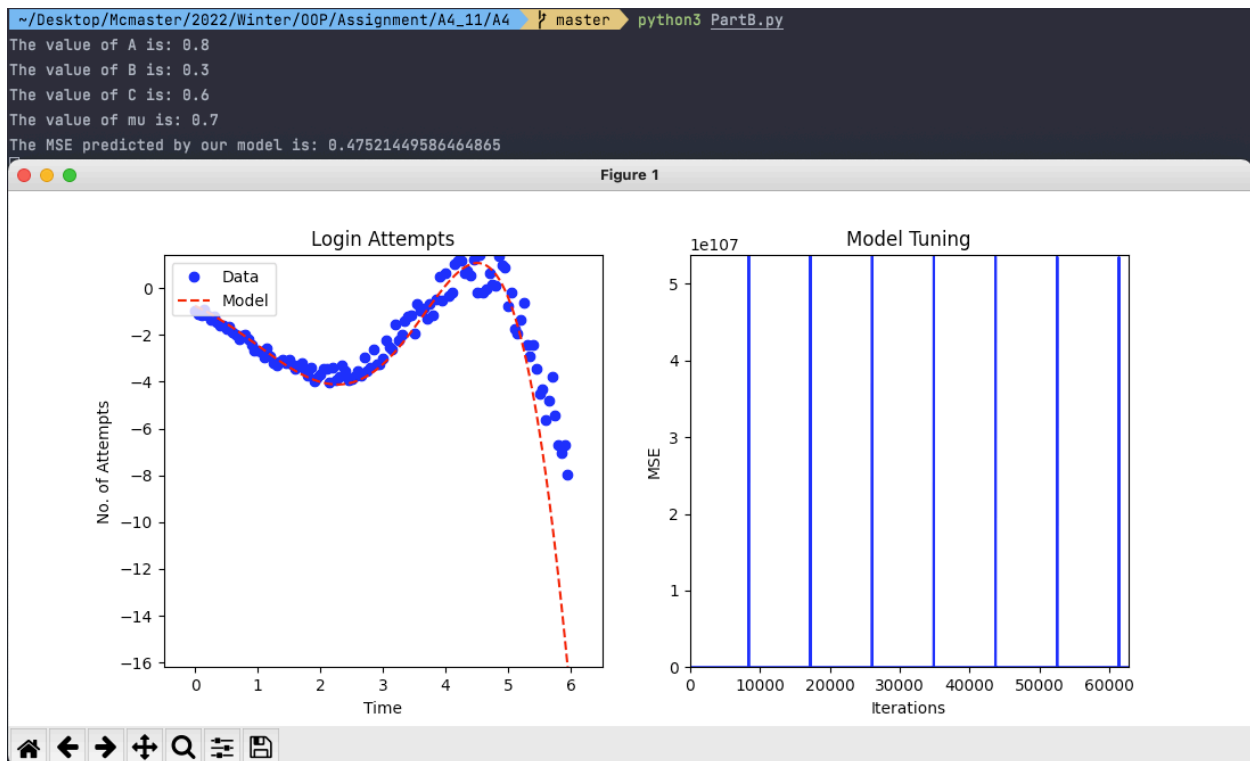 ~/Desktop/Mcmaster/2022/Winter/OOP/Assignment/A4_11/A4 master python3 PartB.py
The value of A is: 0.8
The value of B is: 0.3
The value of C is: 0.6
The value of mu is: 0.7
The MSE predicted by our model is: 0.47521449586464865
Figure 1
Login Attempts
Data
Model
No. of Attempts
0
−2
−4
−6
−8
−10
−12
−14
−16
0 1 2 3 4 5 6
Time
Model Tuning
1e107
MSE
5
4
3
2
1
0
0 10000 20000 30000 40000 50000 60000
Iterations